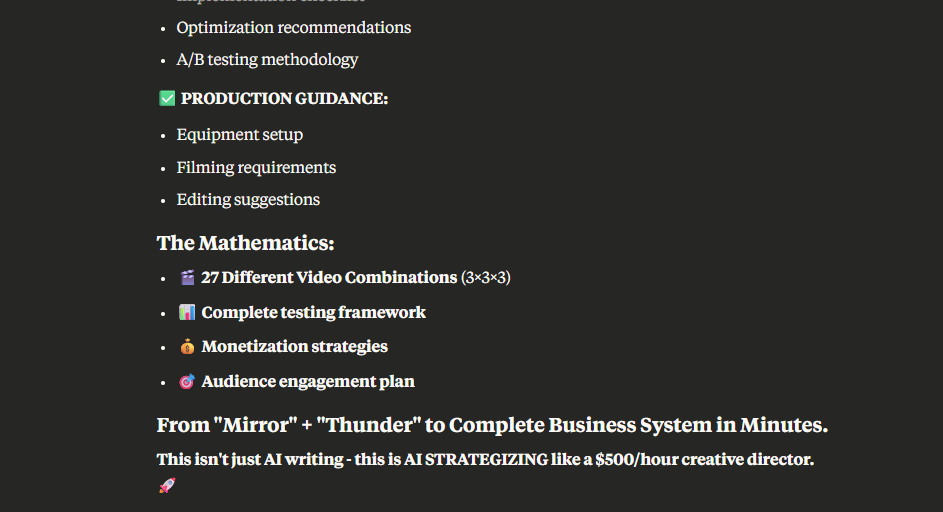 Optimization recommendations
A/B testing methodology
✅ PRODUCTION GUIDANCE:
Equipment setup
Filming requirements
Editing suggestions
The Mathematics:
🎬 27 Different Video Combinations (3×3×3)
📊 Complete testing framework
💰 Monetization strategies
🎯 Audience engagement plan
From "Mirror" + "Thunder" to Complete Business System in Minutes.
This isn't just AI writing - this is AI STRATEGIZING like a $500/hour creative director.
🚀